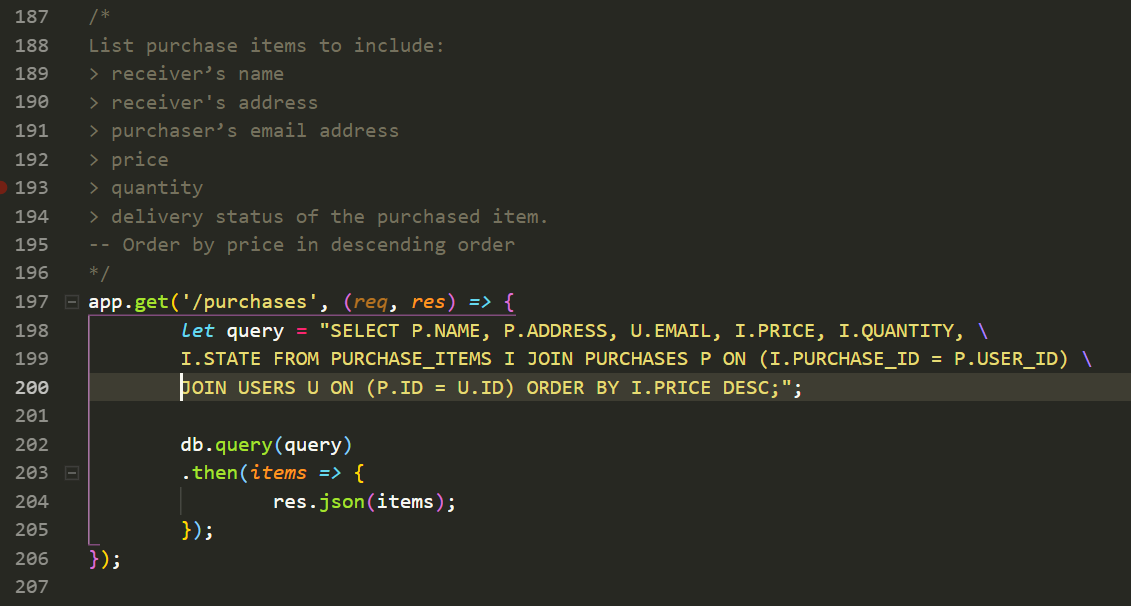 187 /*
188 List purchase items to include:
189 > receiver’s name
190 > receiver's address
191 > purchaser’s email address
192 > price
193 > quantity
194 > delivery status of the purchased item.
195 -- Order by price in descending order
196 */
197 app.get('/purchases', (req, res) => {
198 let query = "SELECT P.NAME, P.ADDRESS, U.EMAIL, I.PRICE, I.QUANTITY, \
199 I.STATE FROM PURCHASE_ITEMS I JOIN PURCHASES P ON (I.PURCHASE_ID = P.USER_ID) \
200 JOIN USERS U ON (P.ID = U.ID) ORDER BY I.PRICE DESC;";
201
202 db.query(query)
203 .then(items => {
204 res.json(items);
205 });
206 });
207